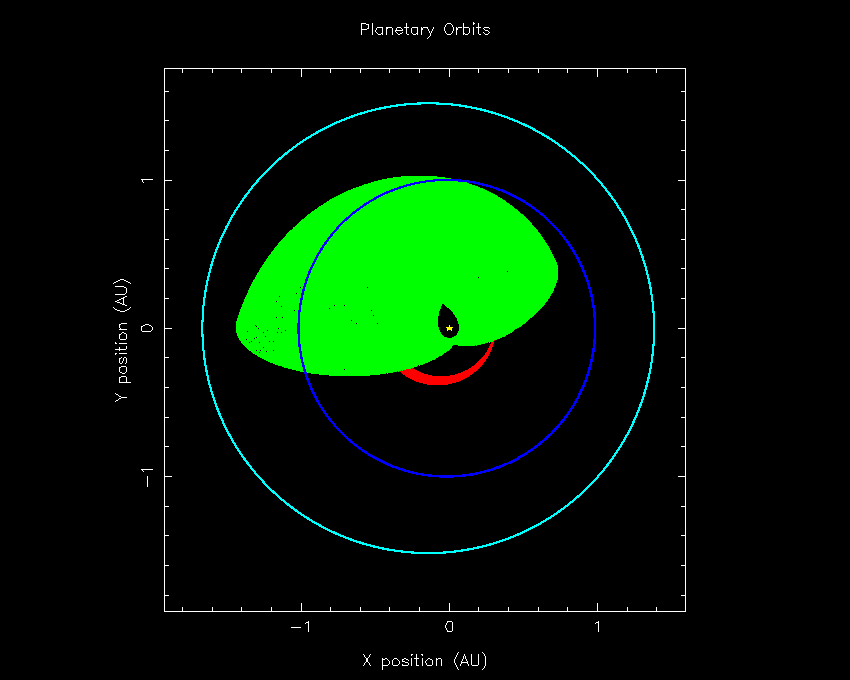 Planetary Orbits
1
0
−1
Y position (AU)
−1
0
1
X position (AU)